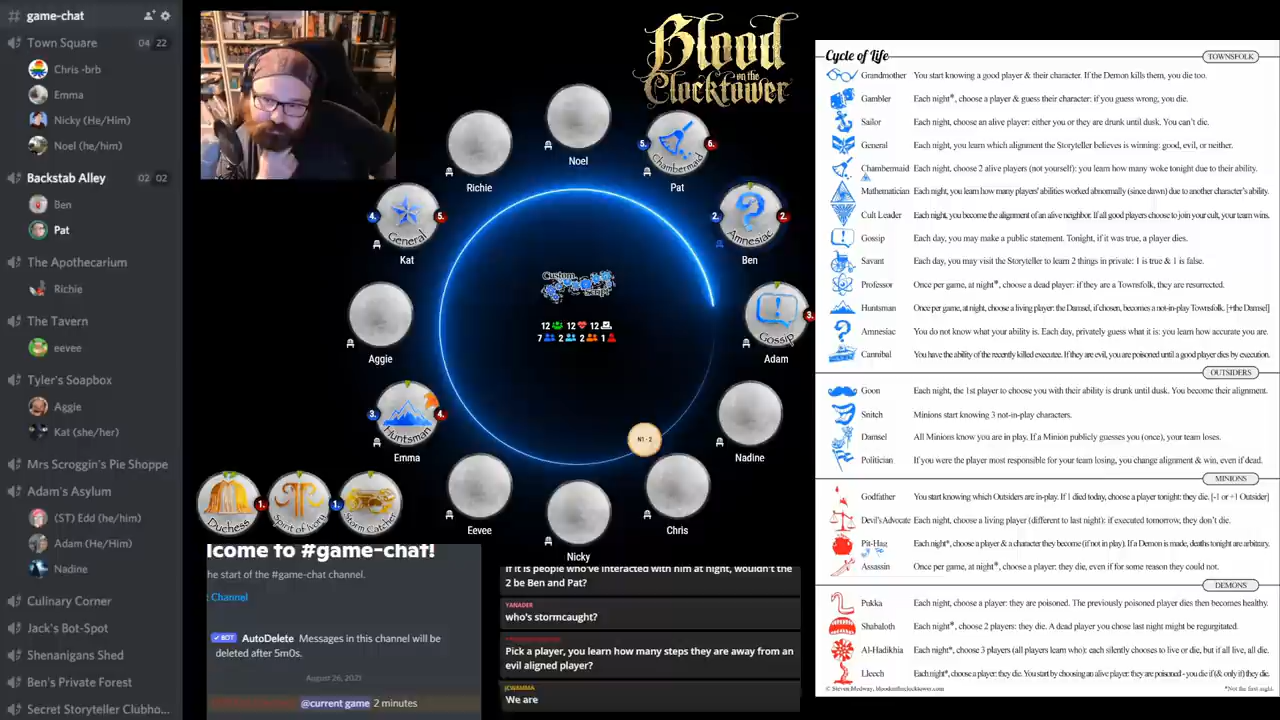 game-chat
Town Square
04 22
Chris -brb
Emma
Nicky (He/Him)
Noel (he/him)
Backstab Alley
02 02
Ben
Pat
The Apothecarium
Richie
The Tavern
eevee
Tyler's Soapbox
Aggie
Kat (she/her)
Mrs Scroggin's Pie Shoppe
Adam's Asylum
(ST) Edd (he/him)
Adam (He/Him)
Nadine
Culinary Corner
Jack's Spot
Shenanigans Shed
Ben's Private Forest
Secret Storyteller Clubho...
Blood
on the
Clocktower
Noel
Richie
5.
Chambermaid
6.
Pat
4.
General
5.
Kat
2.
Amnesiac
2.
Ben
Aggie
Gossip
3.
Adam
Custom
Script
12 12 12
7 2 2 1
3.
Huntsman
4.
Emma
Nadine
N1 - 2
Eevee
Nicky
Chris
Duchess
1.
Spirit of Ivory
1.
Storm Catcher
lcome to #game-chat!
he start of the #game-chat channel.
Channel
BOT AutoDelete Messages in this channel will be
deleted after 5m0s.
August 26, 2021
@current game 2 minutes
If it is people who've interacted with him at night, wouldn't the
2 be Ben and Pat?
YANADER
who's stormcaught?
Pick a player, you learn how many steps they are away from an
evil aligned player?
We are
Cycle of Life
TOWNSFOLK
Grandmother You start knowing a good player & their character. If the Demon kills them, you die too.
Gambler Each night*, choose a player & guess their character: if you guess wrong, you die.
Sailor Each night, choose an alive player: either you or they are drunk until dusk. You can't die.
General Each night, you learn which alignment the Storyteller believes is winning: good, evil, or neither.
Chambermaid Each night, choose 2 alive players (not yourself): you learn how many woke tonight due to their ability.
Mathematician Each night, you learn how many players' abilities worked abnormally (since dawn) due to another character's ability.
Cult Leader Each night, you become the alignment of an alive neighbor. If all good players choose to join your cult, your team wins.
Gossip Each day, you may make a public statement. Tonight, if it was true, a player dies.
Savant Each day, you may visit the Storyteller to learn 2 things in private: 1 is true & 1 is false.
Professor Once per game, at night*, choose a dead player: if they are a Townsfolk, they are resurrected.
Huntsman Once per game, at night, choose a living player: the Damsel, if chosen, becomes a not-in-play Townsfolk. [+the Damsel]
Amnesiac You do not know what your ability is. Each day, privately guess what it is: you learn how accurate you are.
Cannibal You have the ability of the recently killed executee. If they are evil, you are poisoned until a good player dies by execution.
OUTSIDERS
Goon Each night, the 1st player to choose you with their ability is drunk until dusk. You become their alignment.
Snitch Minions start knowing 3 not-in-play characters.
Damsel All Minions know you are in play. If a Minion publicly guesses you (once), your team loses.
Politician If you were the player most responsible for your team losing, you change alignment & win, even if dead.
MINIONS
Godfather You start knowing which Outsiders are in-play. If 1 died today, choose a player tonight: they die. [-1 or +1 Outsider]
Devil's Advocate Each night, choose a living player (different to last night): if executed tomorrow, they don't die.
Pit-Hag Each night*, choose a player & a character they become (if not in play). If a Demon is made, deaths tonight are arbitrary.
Assassin Once per game, at night*, choose a player: they die, even if for some reason they could not.
DEMONS
Pukka Each night, choose a player: they are poisoned. The previously poisoned player dies then becomes healthy.
Shabaloth Each night*, choose 2 players: they die. A dead player you chose last night might be regurgitated.
Al-Hadikhia Each night*, choose 3 players (all players learn who): each silently chooses to live or die, but if all live, all die.
Lleech Each night*, choose a player: they die. You start by choosing an alive player: they are poisoned - you die if (& only if) they die.
© Steven Medway, bloodontheclocktower.com
*Not the first night.